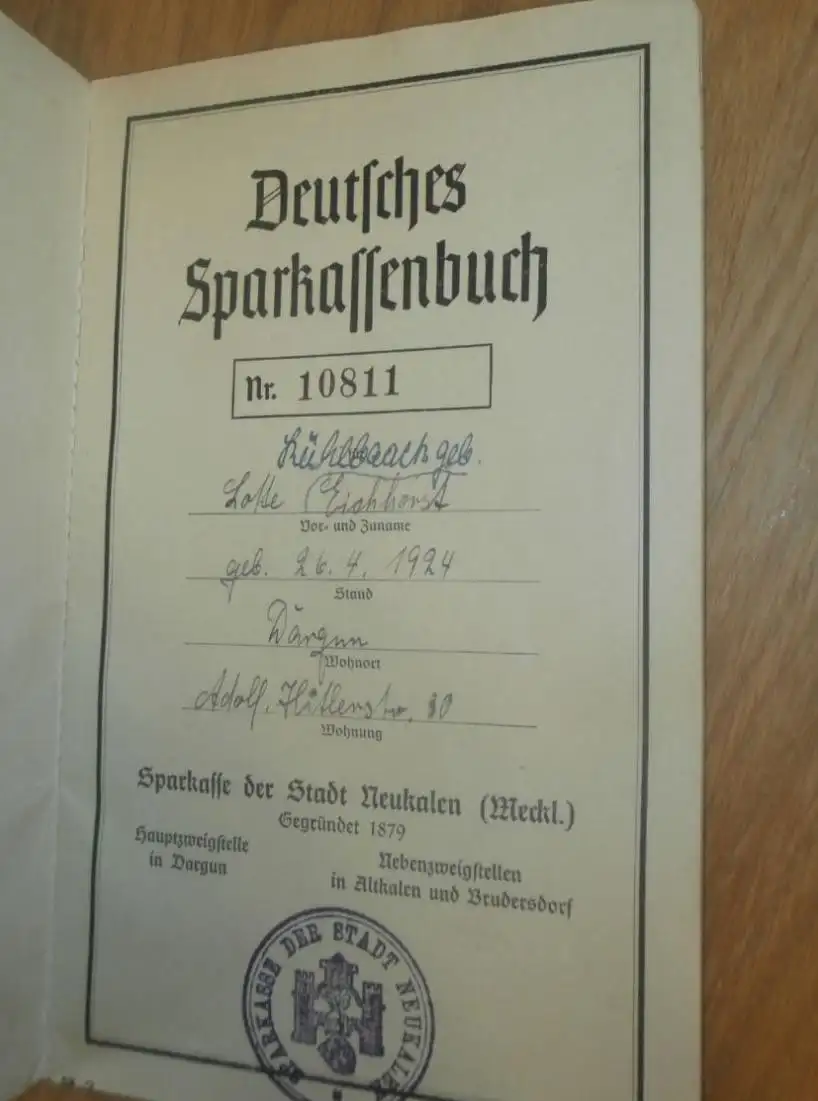 Deutsches
Sparkassenbuch
Nr. 10811
geb.
Lotte (Eichhorst
Vor- und Zuname
geb. 26. 4. 1924
Stand
Dargun
Wohnort
Adolf-Hitlerstr. 30
Wohnung
Sparkasse der Stadt Neukalen (Meckl.)
Gegründet 1879
Hauptzweigstelle
in Dargun
Nebenzweigstellen
in Altkalen und Brudersdorf
SPARKASSE DER STADT NEUKALEN